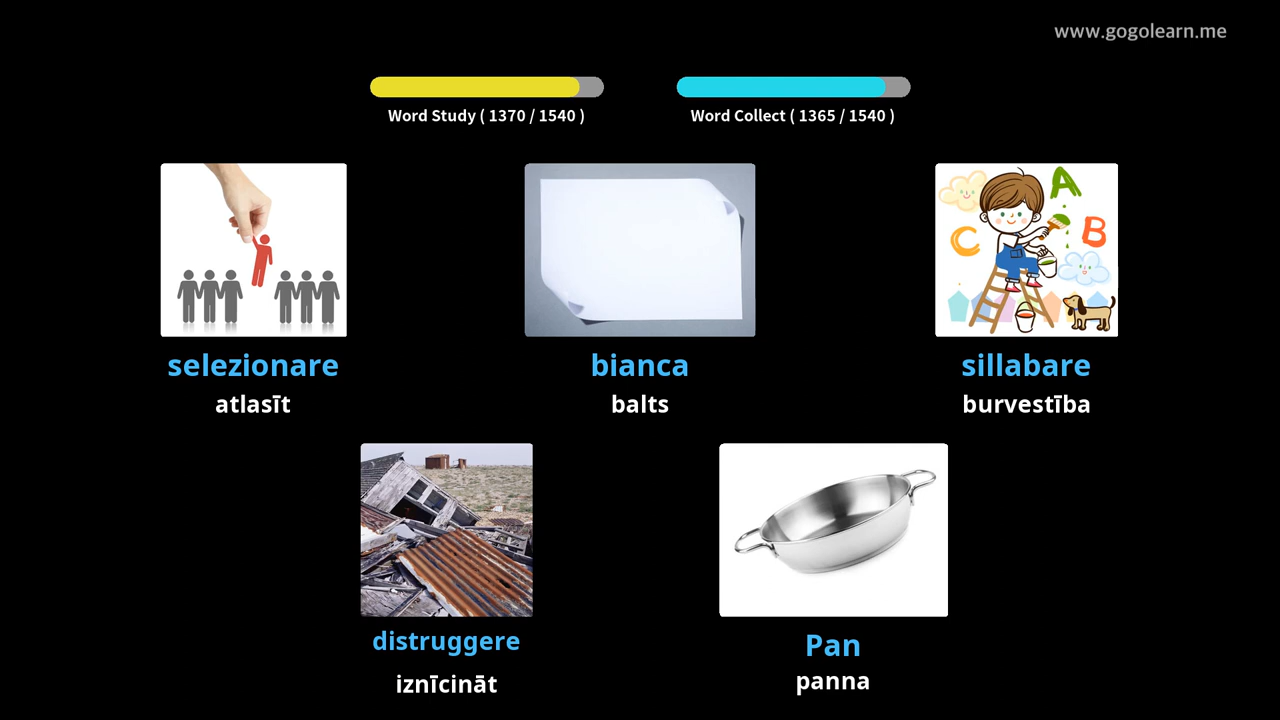 www.gogolearn.me
Word Study ( 1370 / 1540 )
Word Collect ( 1365 / 1540 )
selezionare
atlasīt
bianca
balts
A
B
C
sillabare
burvestība
distruggere
iznīcināt
Pan
panna